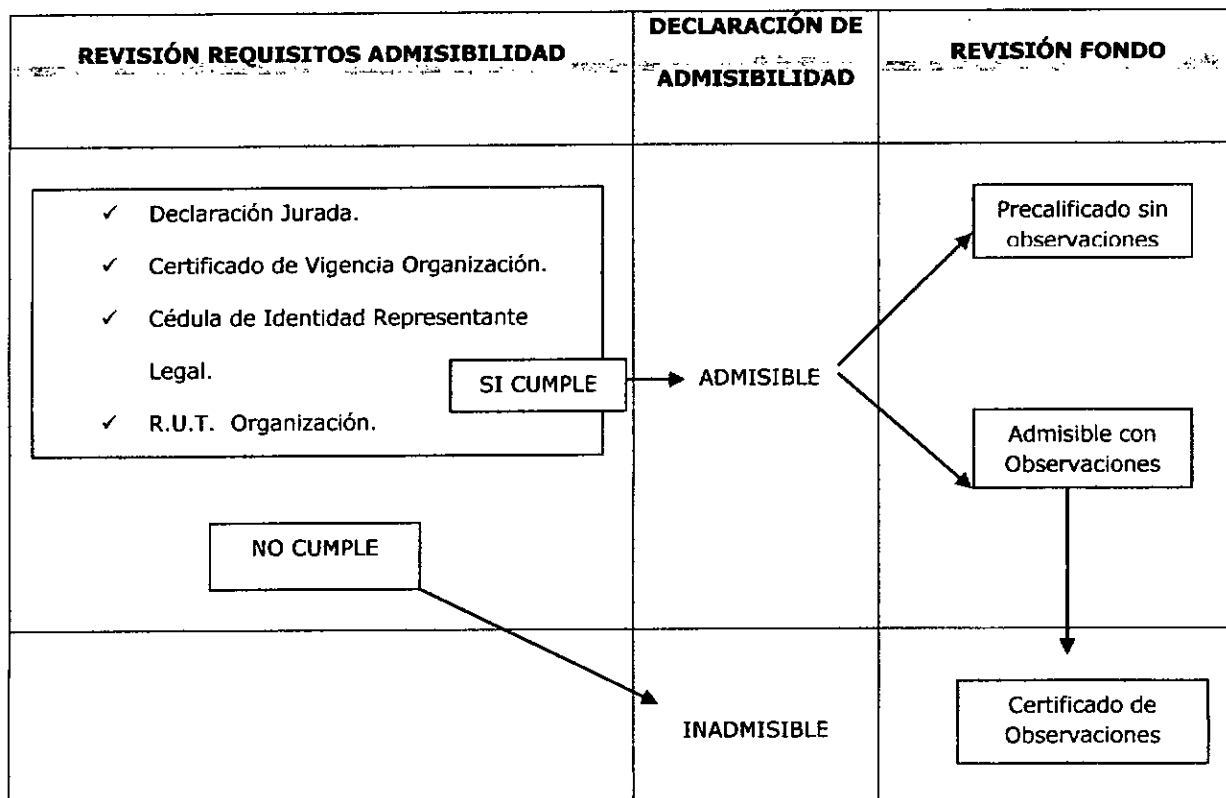 REVISIÓN REQUISITOS ADMISIBILIDAD
DECLARACIÓN DE
ADMISIBILIDAD
REVISIÓN FONDO
✓ Declaración Jurada.
✓ Certificado de Vigencia Organización.
✓ Cédula de Identidad Representante
Legal.
✓ R.U.T. Organización.
SI CUMPLE
NO CUMPLE
ADMISIBLE
INADMISIBLE
Precalificado sin
observaciones
Admisible con
Observaciones
Certificado de
Observaciones